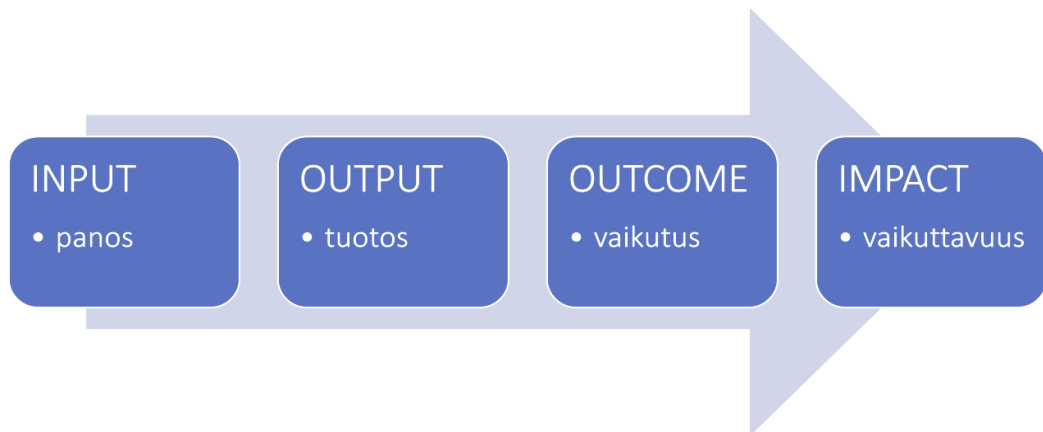 INPUT
• panos
OUTPUT
• tuotos
OUTCOME
• vaikutus
IMPACT
• vaikuttavuus